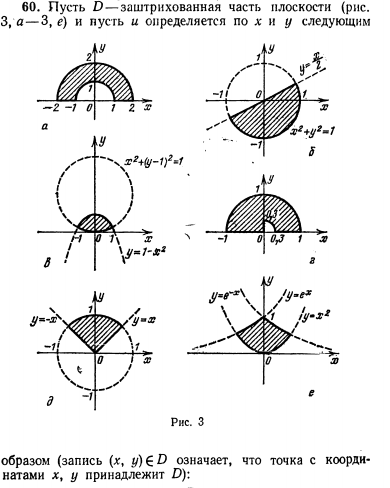 60. Пусть D — заштрихованная часть плоскости (рис.
3, а — 3, е) и пусть u определяется по x и y следующим
y
2
1
-2 -1 0 1 2 x
а
y
y=x/2
1
-1 0 1 x
-1
x²+y²=1
б
y
x²+(y-1)²=1
-1 0 1 x
y=1-x²
в
y
1
0,3
-1 0 0,3 1 x
г
y
y=-x 1 y=x
-1 0 1 x
-1
д
y
y=e⁻ˣ y=eˣ
1 y=x²
0 x
е
Рис. 3
образом (запись (x, y)∈D означает, что точка с коорди-
натами x, y принадлежит D):